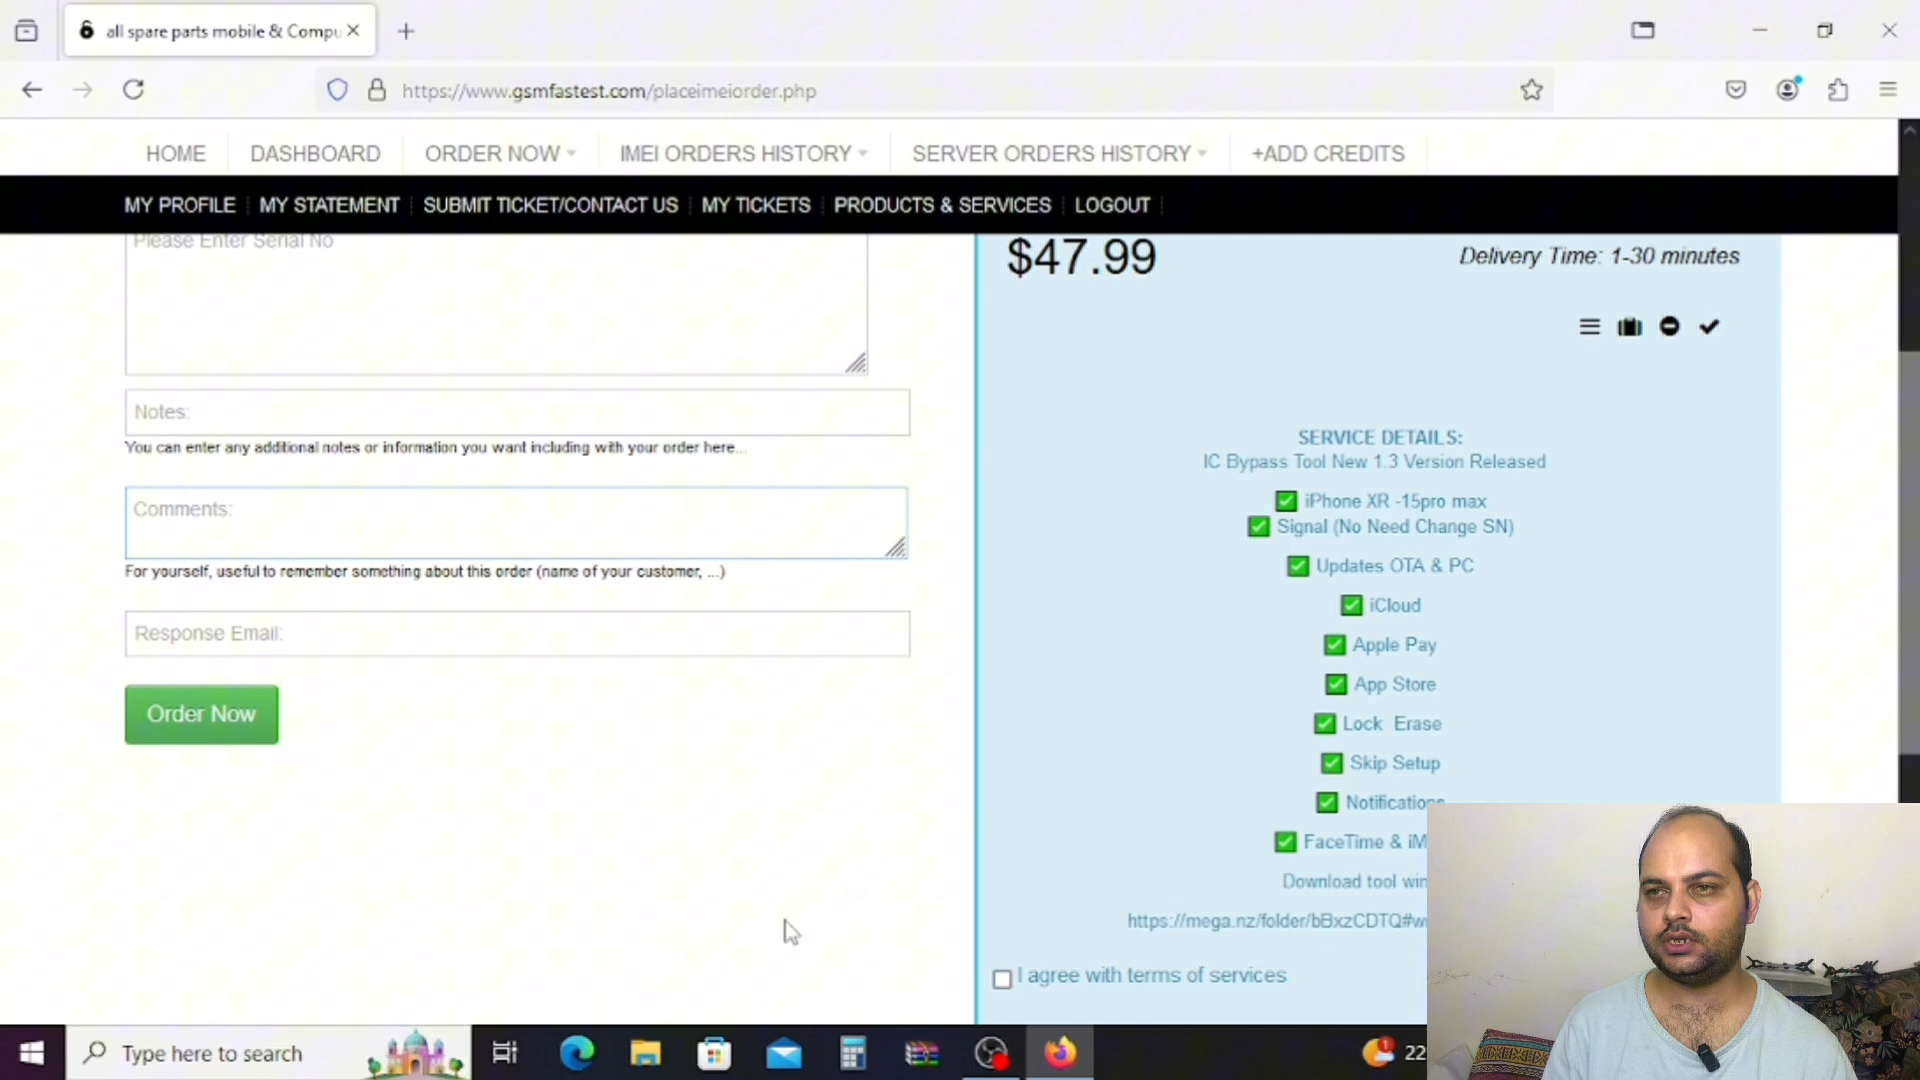 all spare parts mobile & Compu
https://www.gsmfastest.com/placeimeiorder.php
HOME DASHBOARD ORDER NOW IMEI ORDERS HISTORY SERVER ORDERS HISTORY +ADD CREDITS
MY PROFILE MY STATEMENT SUBMIT TICKET/CONTACT US MY TICKETS PRODUCTS & SERVICES LOGOUT
Please Enter Serial No
Notes:
You can enter any additional notes or information you want including with your order here...
Comments:
For yourself, useful to remember something about this order (name of your customer, ...)
Response Email:
Order Now
$47.99
Delivery Time: 1-30 minutes
SERVICE DETAILS:
IC Bypass Tool New 1.3 Version Released
iPhone XR -15pro max
Signal (No Need Change SN)
Updates OTA & PC
iCloud
Apple Pay
App Store
Lock Erase
Skip Setup
Notifications
FaceTime & iM
Download tool win
https://mega.nz/folder/bBxzCDTQ#w
I agree with terms of services
Type here to search
1
22